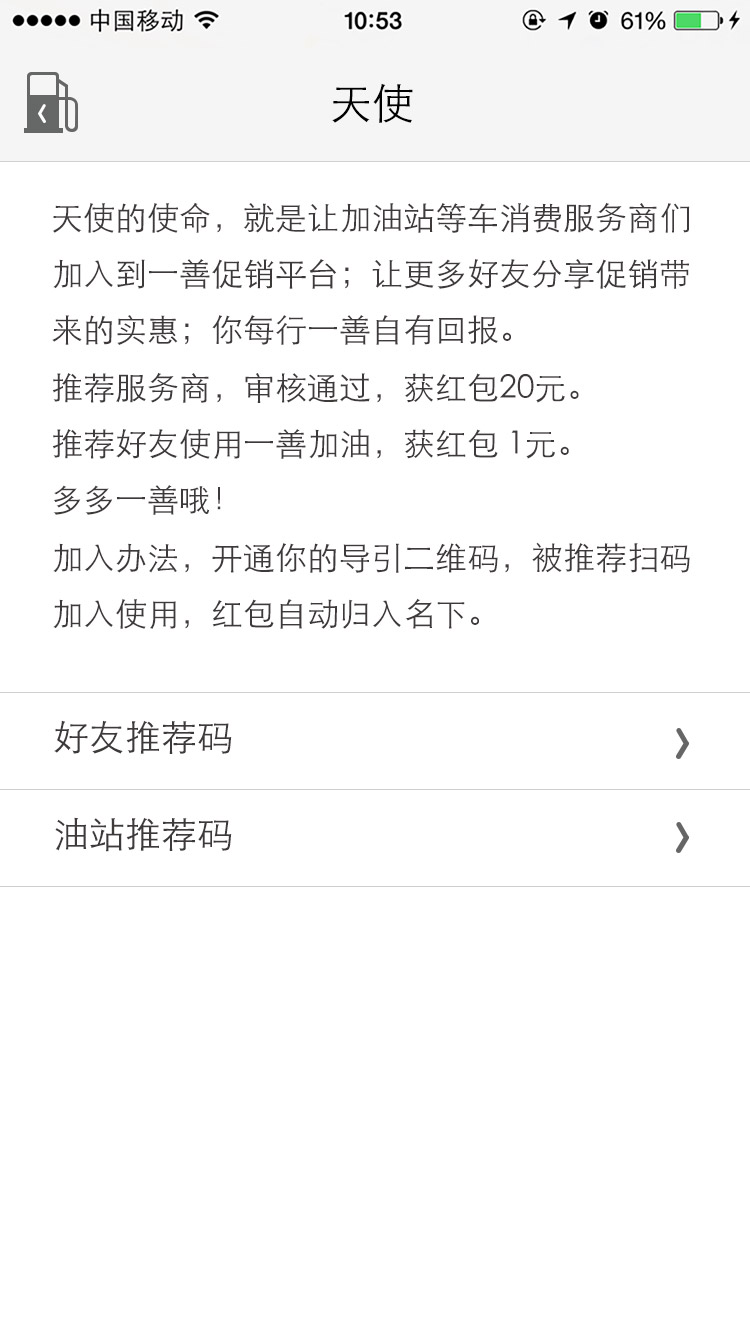 中国移动 10:53 61%
天使
天使的使命，就是让加油站等车消费服务商们
加入到一善促销平台；让更多好友分享促销带
来的实惠；你每行一善自有回报。
推荐服务商，审核通过，获红包20元。
推荐好友使用一善加油，获红包 1元。
多多一善哦！
加入办法，开通你的导引二维码，被推荐扫码
加入使用，红包自动归入名下。
好友推荐码
油站推荐码